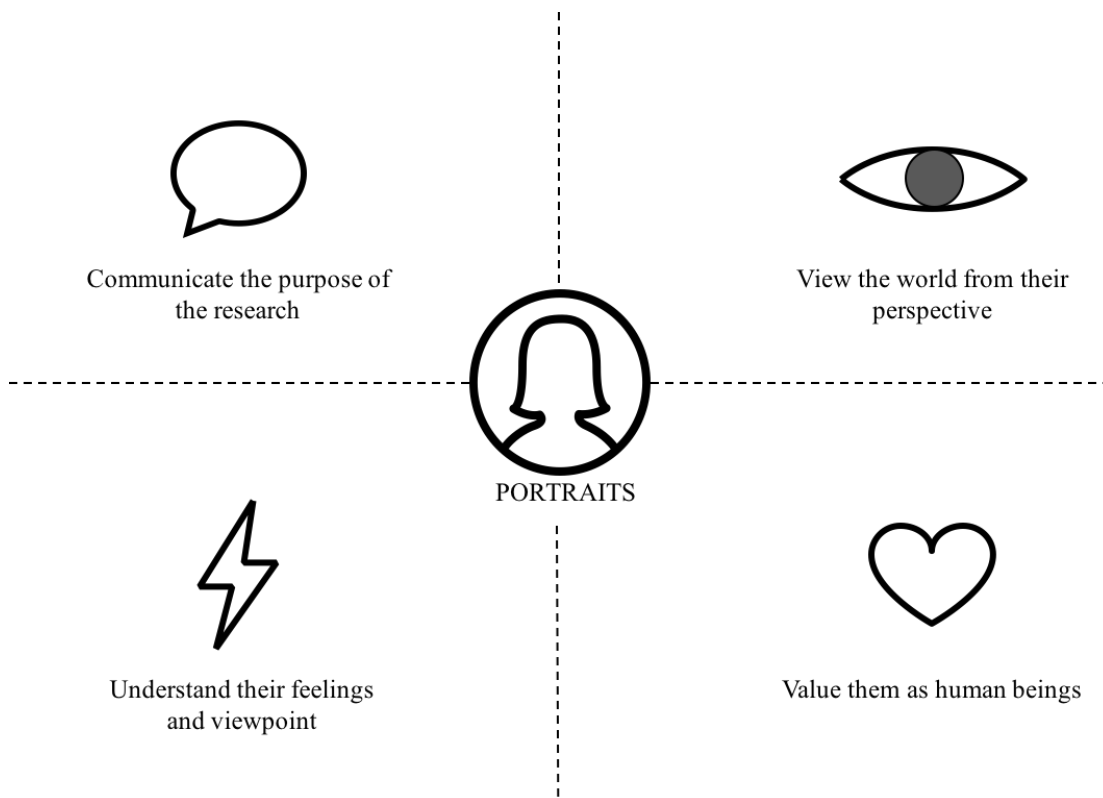 Communicate the purpose of
the research
View the world from their
perspective
PORTRAITS
Understand their feelings
and viewpoint
Value them as human beings